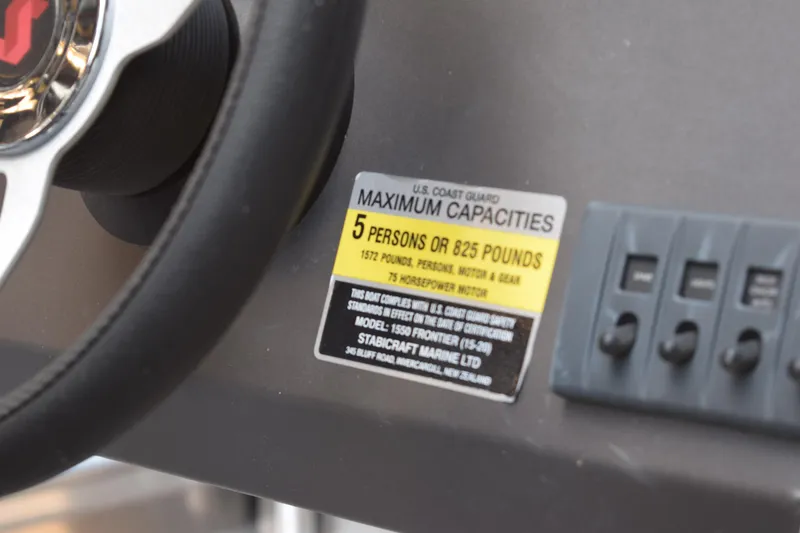 U.S. COAST GUARD
MAXIMUM CAPACITIES
5 PERSONS OR 825 POUNDS
1572 POUNDS, PERSONS, MOTOR & GEAR
75 HORSEPOWER MOTOR
THIS BOAT COMPLIES WITH U.S. COAST GUARD SAFETY
STANDARDS IN EFFECT ON THE DATE OF CERTIFICATION
MODEL: 1550 FRONTIER (15-20)
STABICRAFT MARINE LTD
345 BLUFF ROAD, INVERCARGILL, NEW ZEALAND